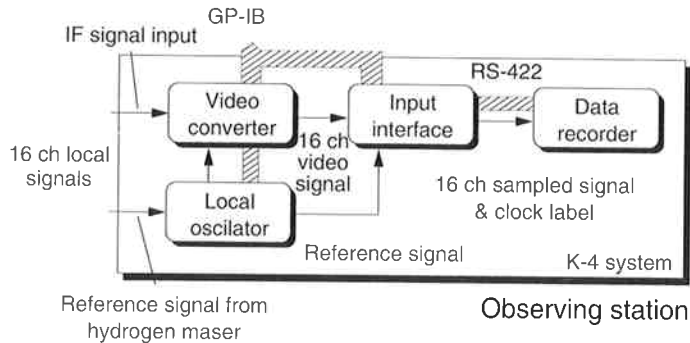 GP-IB
IF signal input
RS-422
Video
converter
Input
interface
Data
recorder
16 ch local
signals
16 ch
video
signal
Local
oscilator
16 ch sampled signal
& clock label
Reference signal
K-4 system
Reference signal from
hydrogen maser
Observing station